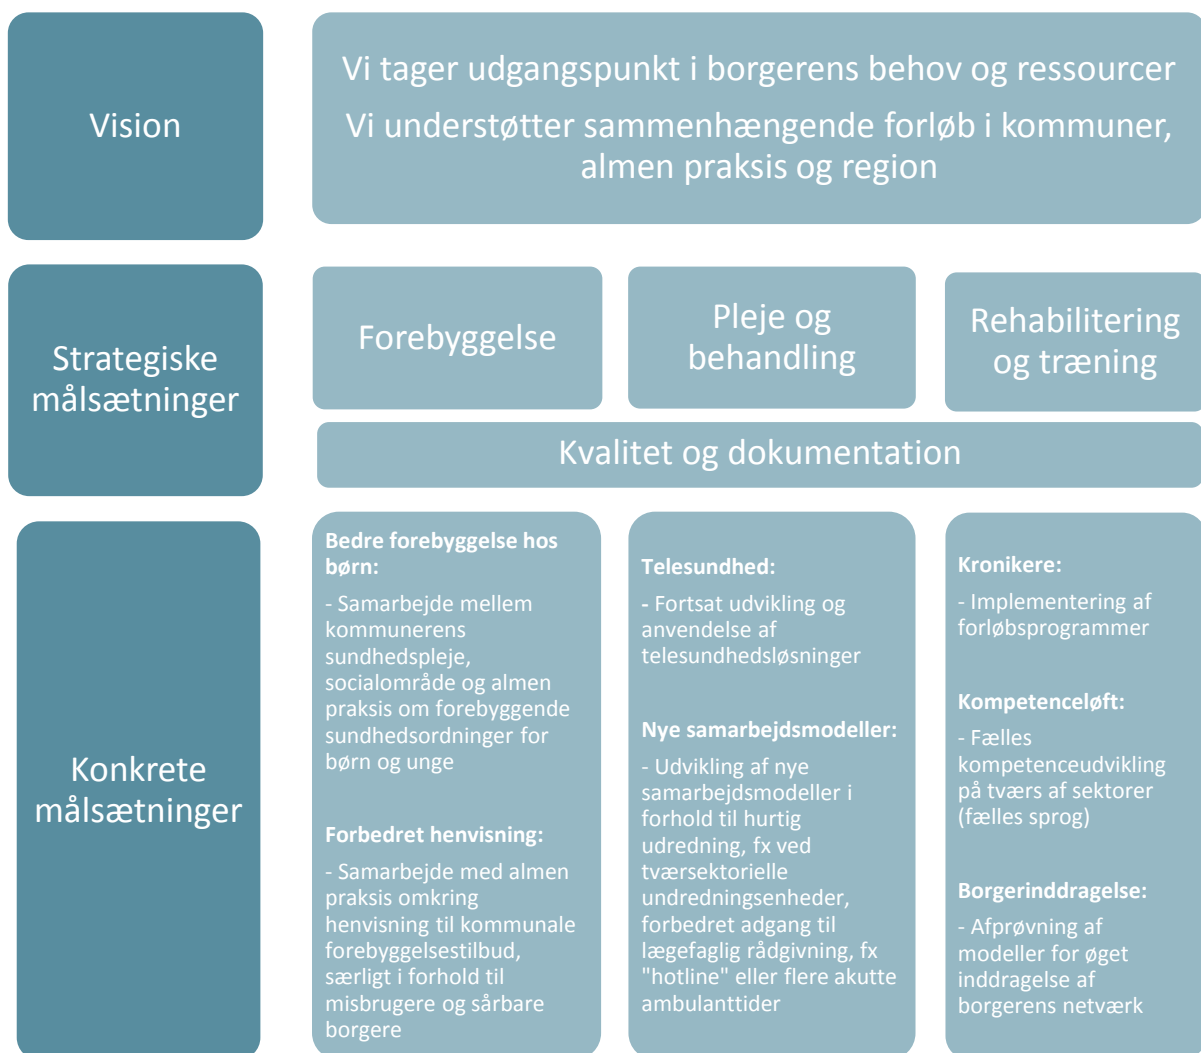 Vision
Vi tager udgangspunkt i borgerens behov og ressourcer
Vi understøtter sammenhængende forløb i kommuner,
almen praksis og region
Strategiske
målsætninger
Forebyggelse
Pleje og
behandling
Rehabilitering
og træning
Kvalitet og dokumentation
Konkrete
målsætninger
Bedre forebyggelse hos
børn:
- Samarbejde mellem
kommunerens
sundhedspleje,
socialområde og almen
praksis om forebyggende
sundhedsordninger for
børn og unge
Forbedret henvisning:
- Samarbejde med almen
praksis omkring
henvisning til kommunale
forebyggelsestilbud,
særligt i forhold til
misbrugere og sårbare
borgere
Telesundhed:
- Fortsat udvikling og
anvendelse af
telesundhedsløsninger
Nye samarbejdsmodeller:
- Udvikling af nye
samarbejdsmodeller i
forhold til hurtig
udredning, fx ved
tværsektorielle
undredningsenheder,
forbedret adgang til
lægefaglig rådgivning, fx
"hotline" eller flere akutte
ambulanttider
Kronikere:
- Implementering af
forløbsprogrammer
Kompetenceløft:
- Fælles
kompetenceudvikling
på tværs af sektorer
(fælles sprog)
Borgerinddragelse:
- Afprøvning af
modeller for øget
inddragelse af
borgerens netværk